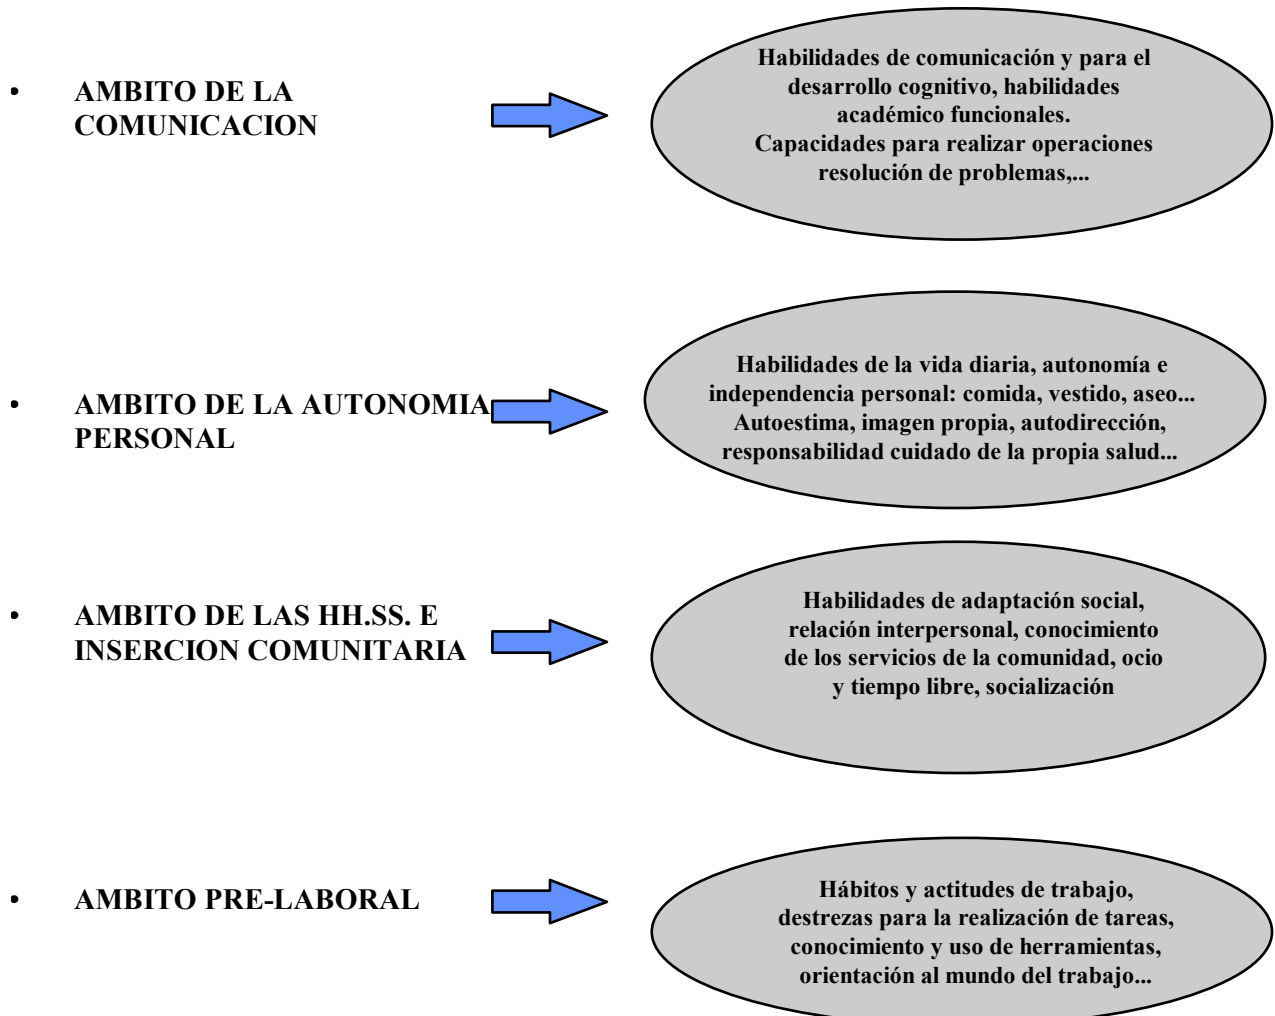 • AMBITO DE LA
COMUNICACION
Habilidades de comunicación y para el
desarrollo cognitivo, habilidades
académico funcionales.
Capacidades para realizar operaciones
resolución de problemas,...
• AMBITO DE LA AUTONOMIA
PERSONAL
Habilidades de la vida diaria, autonomía e
independencia personal: comida, vestido, aseo...
Autoestima, imagen propia, autodirección,
responsabilidad cuidado de la propia salud...
• AMBITO DE LAS HH.SS. E
INSERCION COMUNITARIA
Habilidades de adaptación social,
relación interpersonal, conocimiento
de los servicios de la comunidad, ocio
y tiempo libre, socialización
• AMBITO PRE-LABORAL
Hábitos y actitudes de trabajo,
destrezas para la realización de tareas,
conocimiento y uso de herramientas,
orientación al mundo del trabajo...